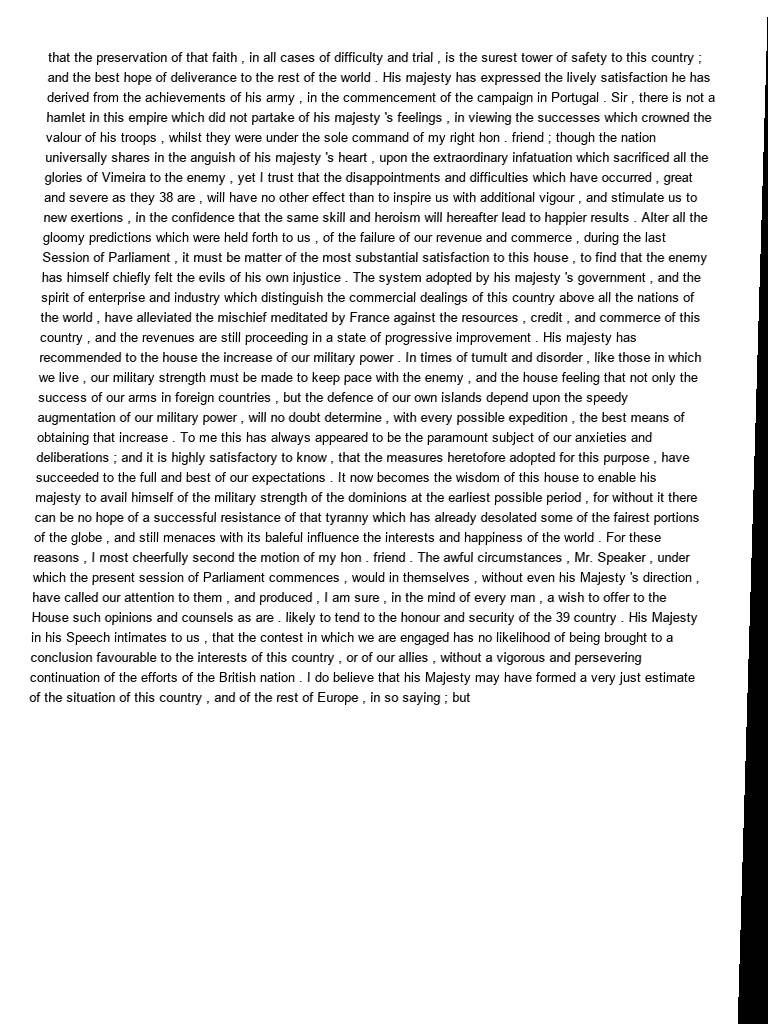 that the preservation of that faith , in all cases of difficulty and trial , is the surest tower of safety to this country ;
and the best hope of deliverance to the rest of the world . His majesty has expressed the lively satisfaction he has
derived from the achievements of his army , in the commencement of the campaign in Portugal . Sir , there is not a
hamlet in this empire which did not partake of his majesty 's feelings , in viewing the successes which crowned the
valour of his troops , whilst they were under the sole command of my right hon . friend ; though the nation
universally shares in the anguish of his majesty 's heart , upon the extraordinary infatuation which sacrificed all the
glories of Vimeira to the enemy , yet I trust that the disappointments and difficulties which have occurred , great
and severe as they 38 are , will have no other effect than to inspire us with additional vigour , and stimulate us to
new exertions , in the confidence that the same skill and heroism will hereafter lead to happier results . Alter all the
gloomy predictions which were held forth to us , of the failure of our revenue and commerce , during the last
Session of Parliament , it must be matter of the most substantial satisfaction to this house , to find that the enemy
has himself chiefly felt the evils of his own injustice . The system adopted by his majesty 's government , and the
spirit of enterprise and industry which distinguish the commercial dealings of this country above all the nations of
the world , have alleviated the mischief meditated by France against the resources , credit , and commerce of this
country , and the revenues are still proceeding in a state of progressive improvement . His majesty has
recommended to the house the increase of our military power . In times of tumult and disorder , like those in which
we live , our military strength must be made to keep pace with the enemy , and the house feeling that not only the
success of our arms in foreign countries , but the defence of our own islands depend upon the speedy
augmentation of our military power , will no doubt determine , with every possible expedition , the best means of
obtaining that increase . To me this has always appeared to be the paramount subject of our anxieties and
deliberations ; and it is highly satisfactory to know , that the measures heretofore adopted for this purpose , have
succeeded to the full and best of our expectations . It now becomes the wisdom of this house to enable his
majesty to avail himself of the military strength of the dominions at the earliest possible period , for without it there
can be no hope of a successful resistance of that tyranny which has already desolated some of the fairest portions
of the globe , and still menaces with its baleful influence the interests and happiness of the world . For these
reasons , I most cheerfully second the motion of my hon . friend . The awful circumstances , Mr. Speaker , under
which the present session of Parliament commences , would in themselves , without even his Majesty 's direction ,
have called our attention to them , and produced , I am sure , in the mind of every man , a wish to offer to the
House such opinions and counsels as are . likely to tend to the honour and security of the 39 country . His Majesty
in his Speech intimates to us , that the contest in which we are engaged has no likelihood of being brought to a
conclusion favourable to the interests of this country , or of our allies , without a vigorous and persevering
continuation of the efforts of the British nation . I do believe that his Majesty may have formed a very just estimate
of the situation of this country , and of the rest of Europe , in so saying ; but